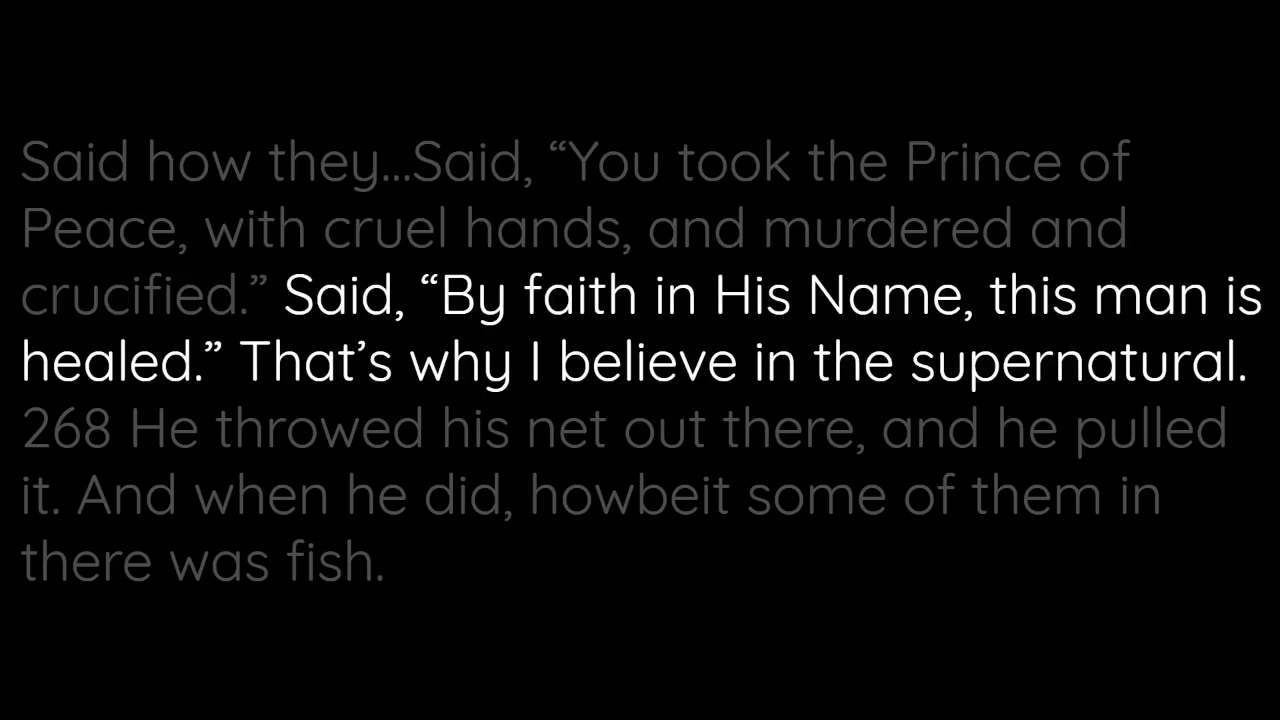 Said how they...Said, “You took the Prince of
Peace, with cruel hands, and murdered and
crucified.” Said, “By faith in His Name, this man is
healed.” That’s why I believe in the supernatural.
268 He throwed his net out there, and he pulled
it. And when he did, howbeit some of them in
there was fish.